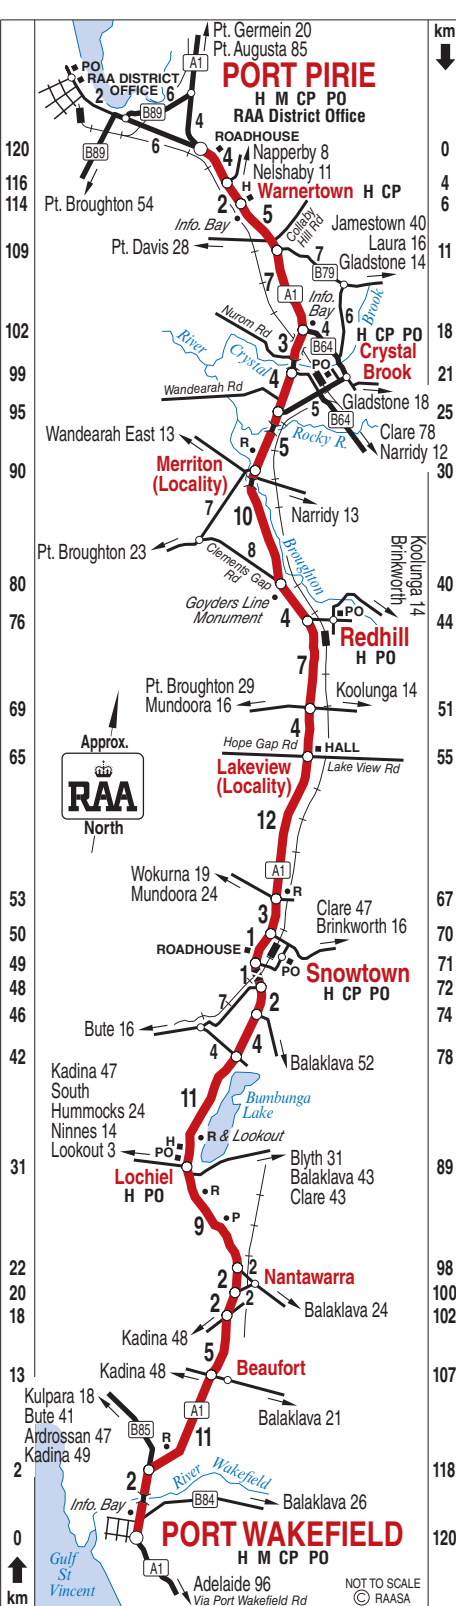 Pt. Germein 20
Pt. Augusta 85
km
A1
PO
RAA DISTRICT
OFFICE
PORT PIRIE
H M CP PO
RAA District Office
2
6
B89
4
ROADHOUSE
6
B89
120
0
4
Napperby 8
Nelshaby 11
116
4
H
Warnertown H CP
114
2
6
Pt. Broughton 54
5
Info. Bay
Collaby
Hill Rd
Jamestown 40
Laura 16
Gladstone 14
Pt. Davis 28
109
7
11
B79
7
A1
Info.
Bay
6
Brook
Nurom Rd
4
102
18
H CP PO
River
3
B64
Crystal
Brook
Crystal
PO
99
4
21
Wandearah Rd
Gladstone 18
95
5
25
B64
Clare 78
Narridy 12
Wandearah East 13
R
5
Rocky R.
Merriton
(Locality)
90
30
7
10
Narridy 13
Pt. Broughton 23
8
Clements Gap
Rd
Broughton
Koolunga 14
Brinkworth
80
40
Goyders Line
Monument
PO
76
4
44
Redhill
H PO
7
Pt. Broughton 29
Mundoora 16
Koolunga 14
69
51
4
Approx.
RAA
North
Hope Gap Rd
HALL
65
55
Lakeview
(Locality)
Lake View Rd
12
A1
Wokurna 19
Mundoora 24
R
53
67
3
Clare 47
Brinkworth 16
50
1
70
ROADHOUSE
49
71
PO
Snowtown
H CP PO
1
48
72
7
2
46
74
Bute 16
4
4
42
Balaklava 52
78
Kadina 47
South
Hummocks 24
Ninnes 14
Lookout 3
11
Bumbunga
Lake
H
PO
R & Lookout
31
Blyth 31
Balaklava 43
Clare 43
89
Lochiel
H PO
R
9
P
22
2
98
2
Nantawarra
20
100
2
2
18
Balaklava 24
102
Kadina 48
5
Kadina 48
Beaufort
13
107
Kulpara 18
Bute 41
Ardrossan 47
Kadina 49
A1
Balaklava 21
B85
R
11
2
118
2
River Wakefield
Info. Bay
B84
Balaklava 26
0
PORT WAKEFIELD
H M CP PO
120
Gulf
St
Vincent
A1
Adelaide 96
Via Port Wakefield Rd
NOT TO SCALE
© RAASA
km